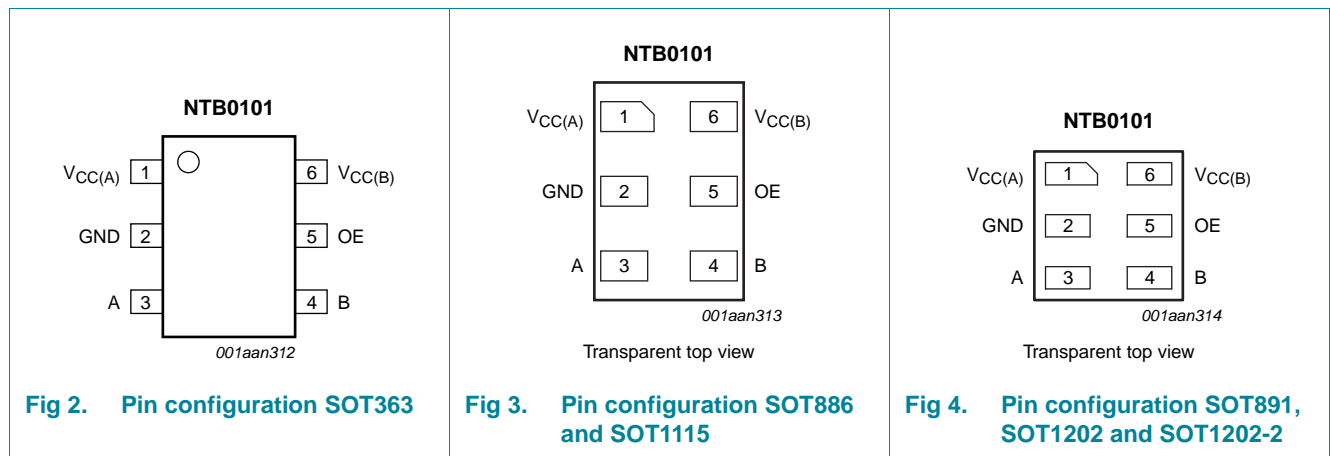 NTB0101
VCC(A) 1 6 VCC(B)
GND 2 5 OE
A 3 4 B
001aan312
Fig 2. Pin configuration SOT363
NTB0101
VCC(A) 1 6 VCC(B)
GND 2 5 OE
A 3 4 B
001aan313
Transparent top view
Fig 3. Pin configuration SOT886
and SOT1115
NTB0101
VCC(A) 1 6 VCC(B)
GND 2 5 OE
A 3 4 B
001aan314
Transparent top view
Fig 4. Pin configuration SOT891,
SOT1202 and SOT1202-2